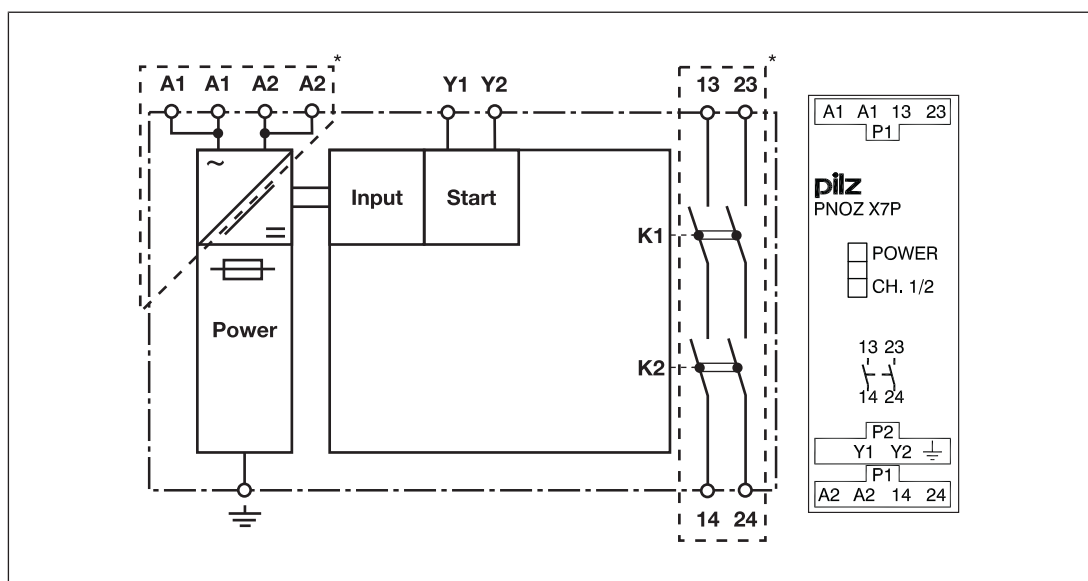 *
*
A1 A1 A2 A2
Y1 Y2
13 23
~
Input
Start
K1
=
Power
K2
14 24
A1 A1 13 23
P1
pilz
PNOZ X7P
POWER
CH. 1/2
13 23
14 24
P2
Y1 Y2
P1
A2 A2 14 24